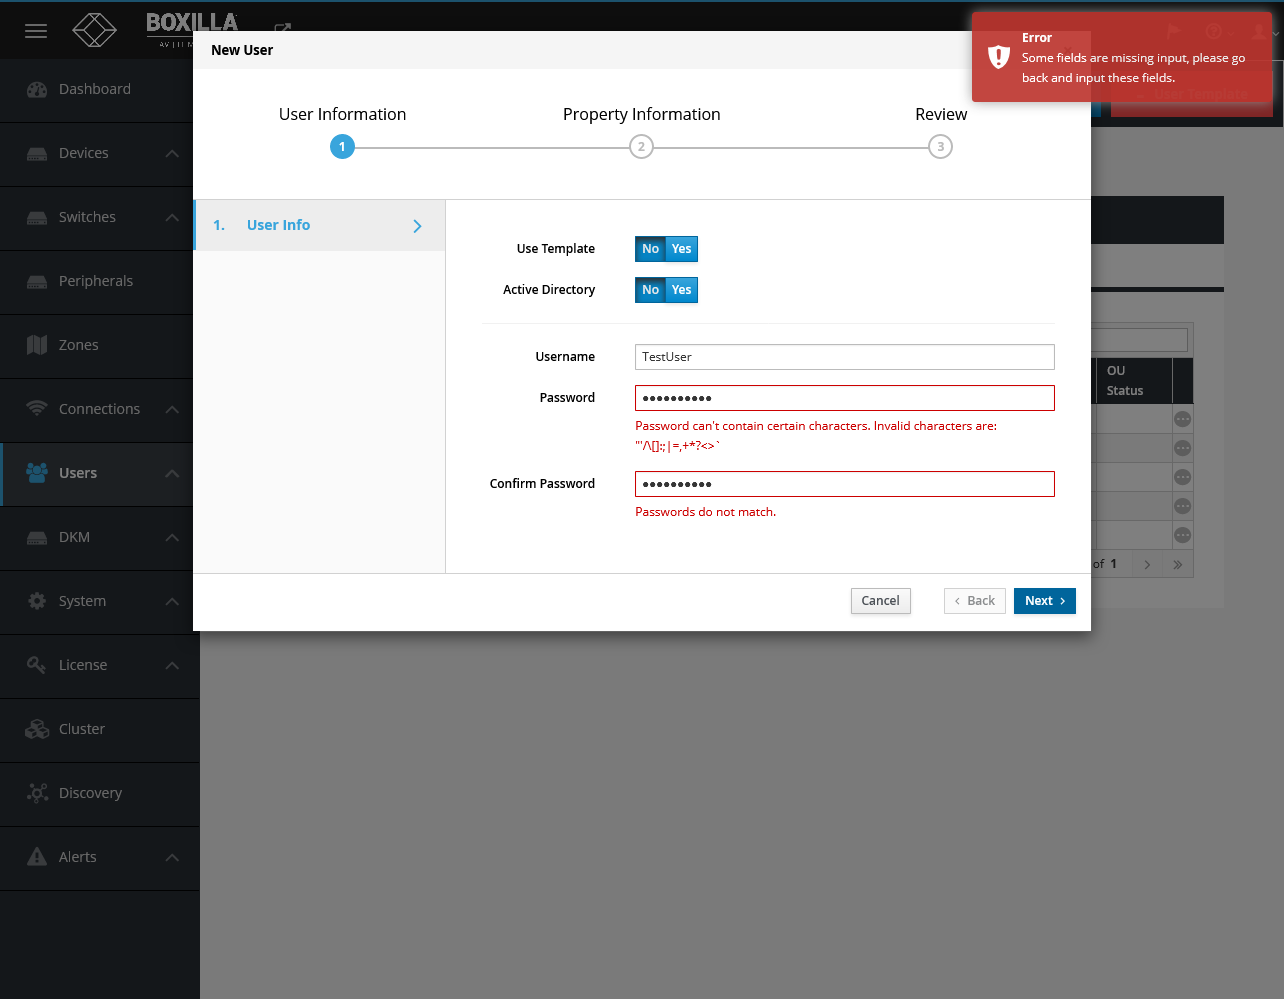 BOXILLA
New User
Error
Some fields are missing input, please go
back and input these fields.
User Template
User Information
Property Information
Review
1
2
3
Dashboard
Devices
Switches
Peripherals
Zones
Connections
Users
DKM
System
License
Cluster
Discovery
Alerts
1. User Info
Use Template
No Yes
Active Directory
No Yes
Username
TestUser
Password
••••••••••
Password can't contain certain characters. Invalid characters are:
"'/\[]:;|=,+*?<>`
Confirm Password
••••••••••
Passwords do not match.
OU
Status
of 1
Cancel
Back
Next